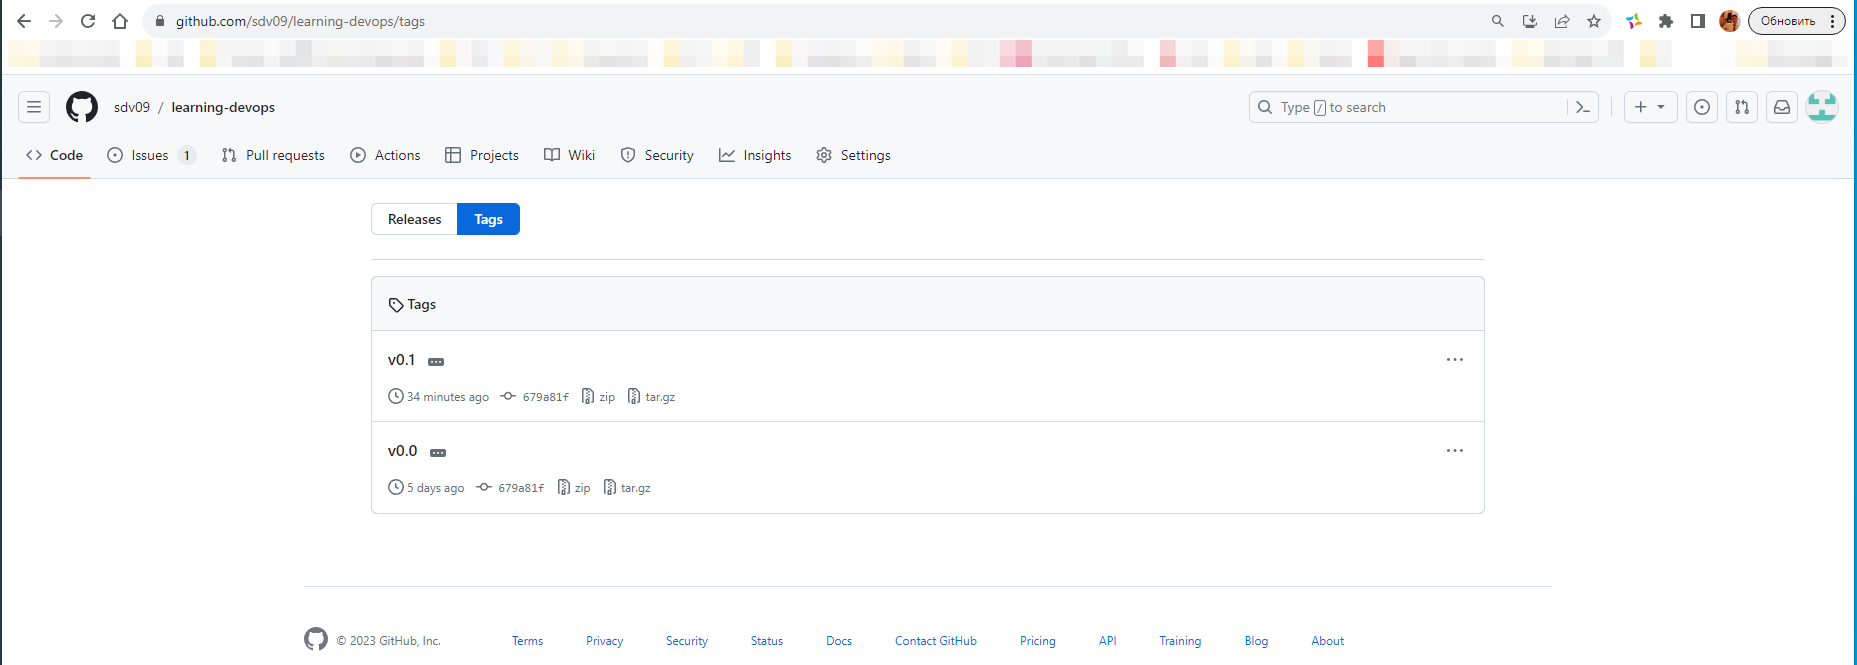 github.com/sdv09/learning-devops/tags
Обновить
sdv09 / learning-devops
Type / to search
Code Issues 1 Pull requests Actions Projects Wiki Security Insights Settings
Releases Tags
Tags
v0.1
34 minutes ago 679a81f zip tar.gz
v0.0
5 days ago 679a81f zip tar.gz
© 2023 GitHub, Inc. Terms Privacy Security Status Docs Contact GitHub Pricing API Training Blog About